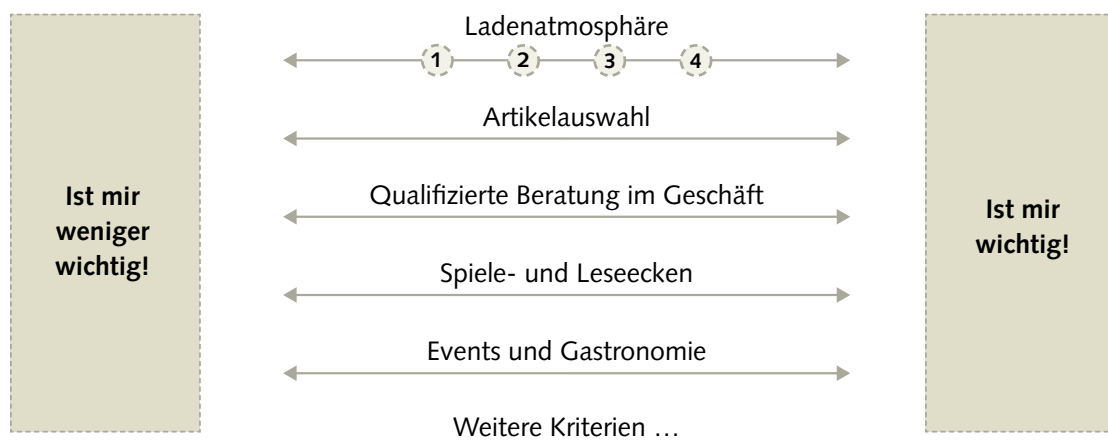 Ladenatmosphäre
1 2 3 4
Artikelauswahl
Qualifizierte Beratung im Geschäft
Spiele- und Leseecken
Events und Gastronomie
Weitere Kriterien …
Ist mir
weniger
wichtig!
Ist mir
wichtig!